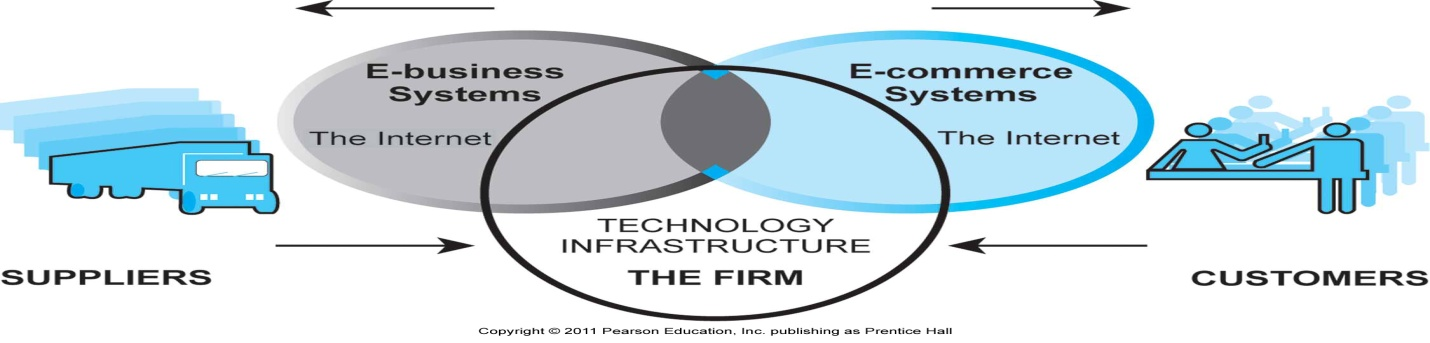 E-business
Systems
The Internet
E-commerce
Systems
The Internet
TECHNOLOGY
INFRASTRUCTURE
THE FIRM
SUPPLIERS
CUSTOMERS
Copyright © 2011 Pearson Education, Inc. publishing as Prentice Hall